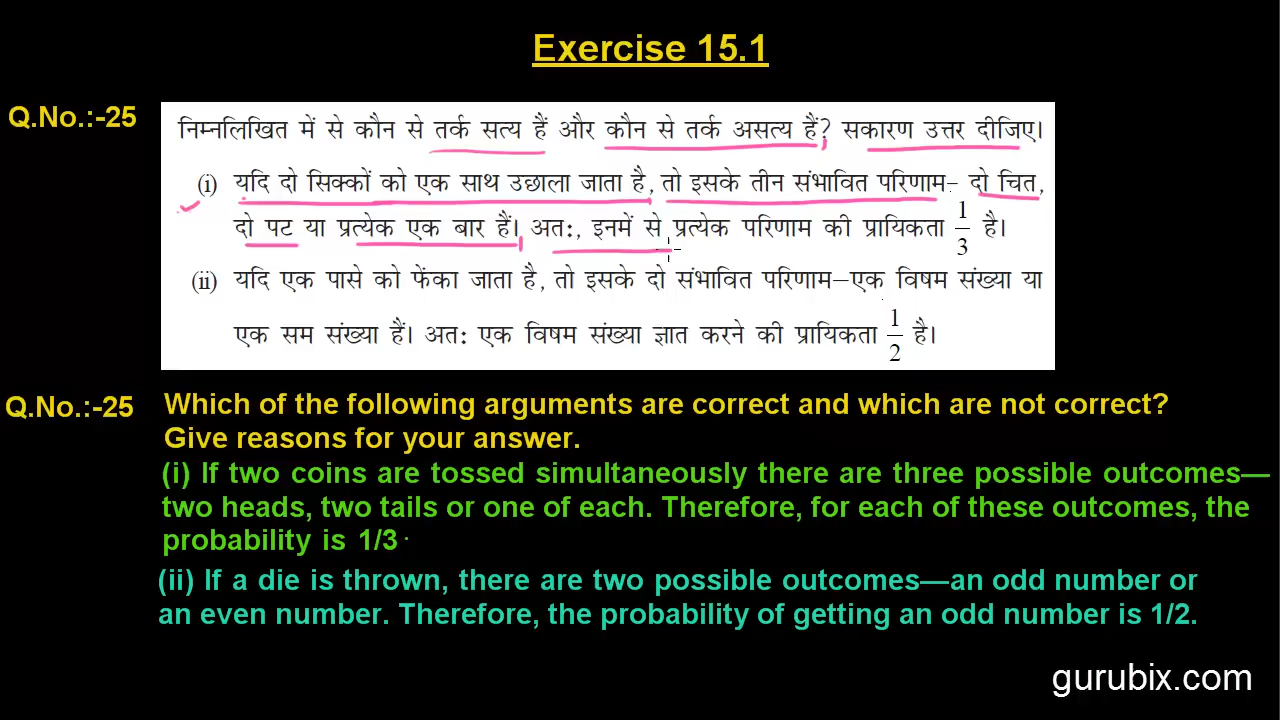 Exercise 15.1
Q.No.:-25
निम्नलिखित में से कौन से तर्क सत्य हैं और कौन से तर्क असत्य हैं? सकारण उत्तर दीजिए।
(i) यदि दो सिक्कों को एक साथ उछाला जाता है, तो इसके तीन संभावित परिणाम– दो चित,
दो पट या प्रत्येक एक बार हैं। अतः, इनमें से प्रत्येक परिणाम की प्रायिकता 1/3 है।
(ii) यदि एक पासे को फेंका जाता है, तो इसके दो संभावित परिणाम–एक विषम संख्या या
एक सम संख्या हैं। अतः एक विषम संख्या ज्ञात करने की प्रायिकता 1/2 है।
Q.No.:-25 Which of the following arguments are correct and which are not correct?
Give reasons for your answer.
(i) If two coins are tossed simultaneously there are three possible outcomes—
two heads, two tails or one of each. Therefore, for each of these outcomes, the
probability is 1/3
(ii) If a die is thrown, there are two possible outcomes—an odd number or
an even number. Therefore, the probability of getting an odd number is 1/2.
gurubix.com